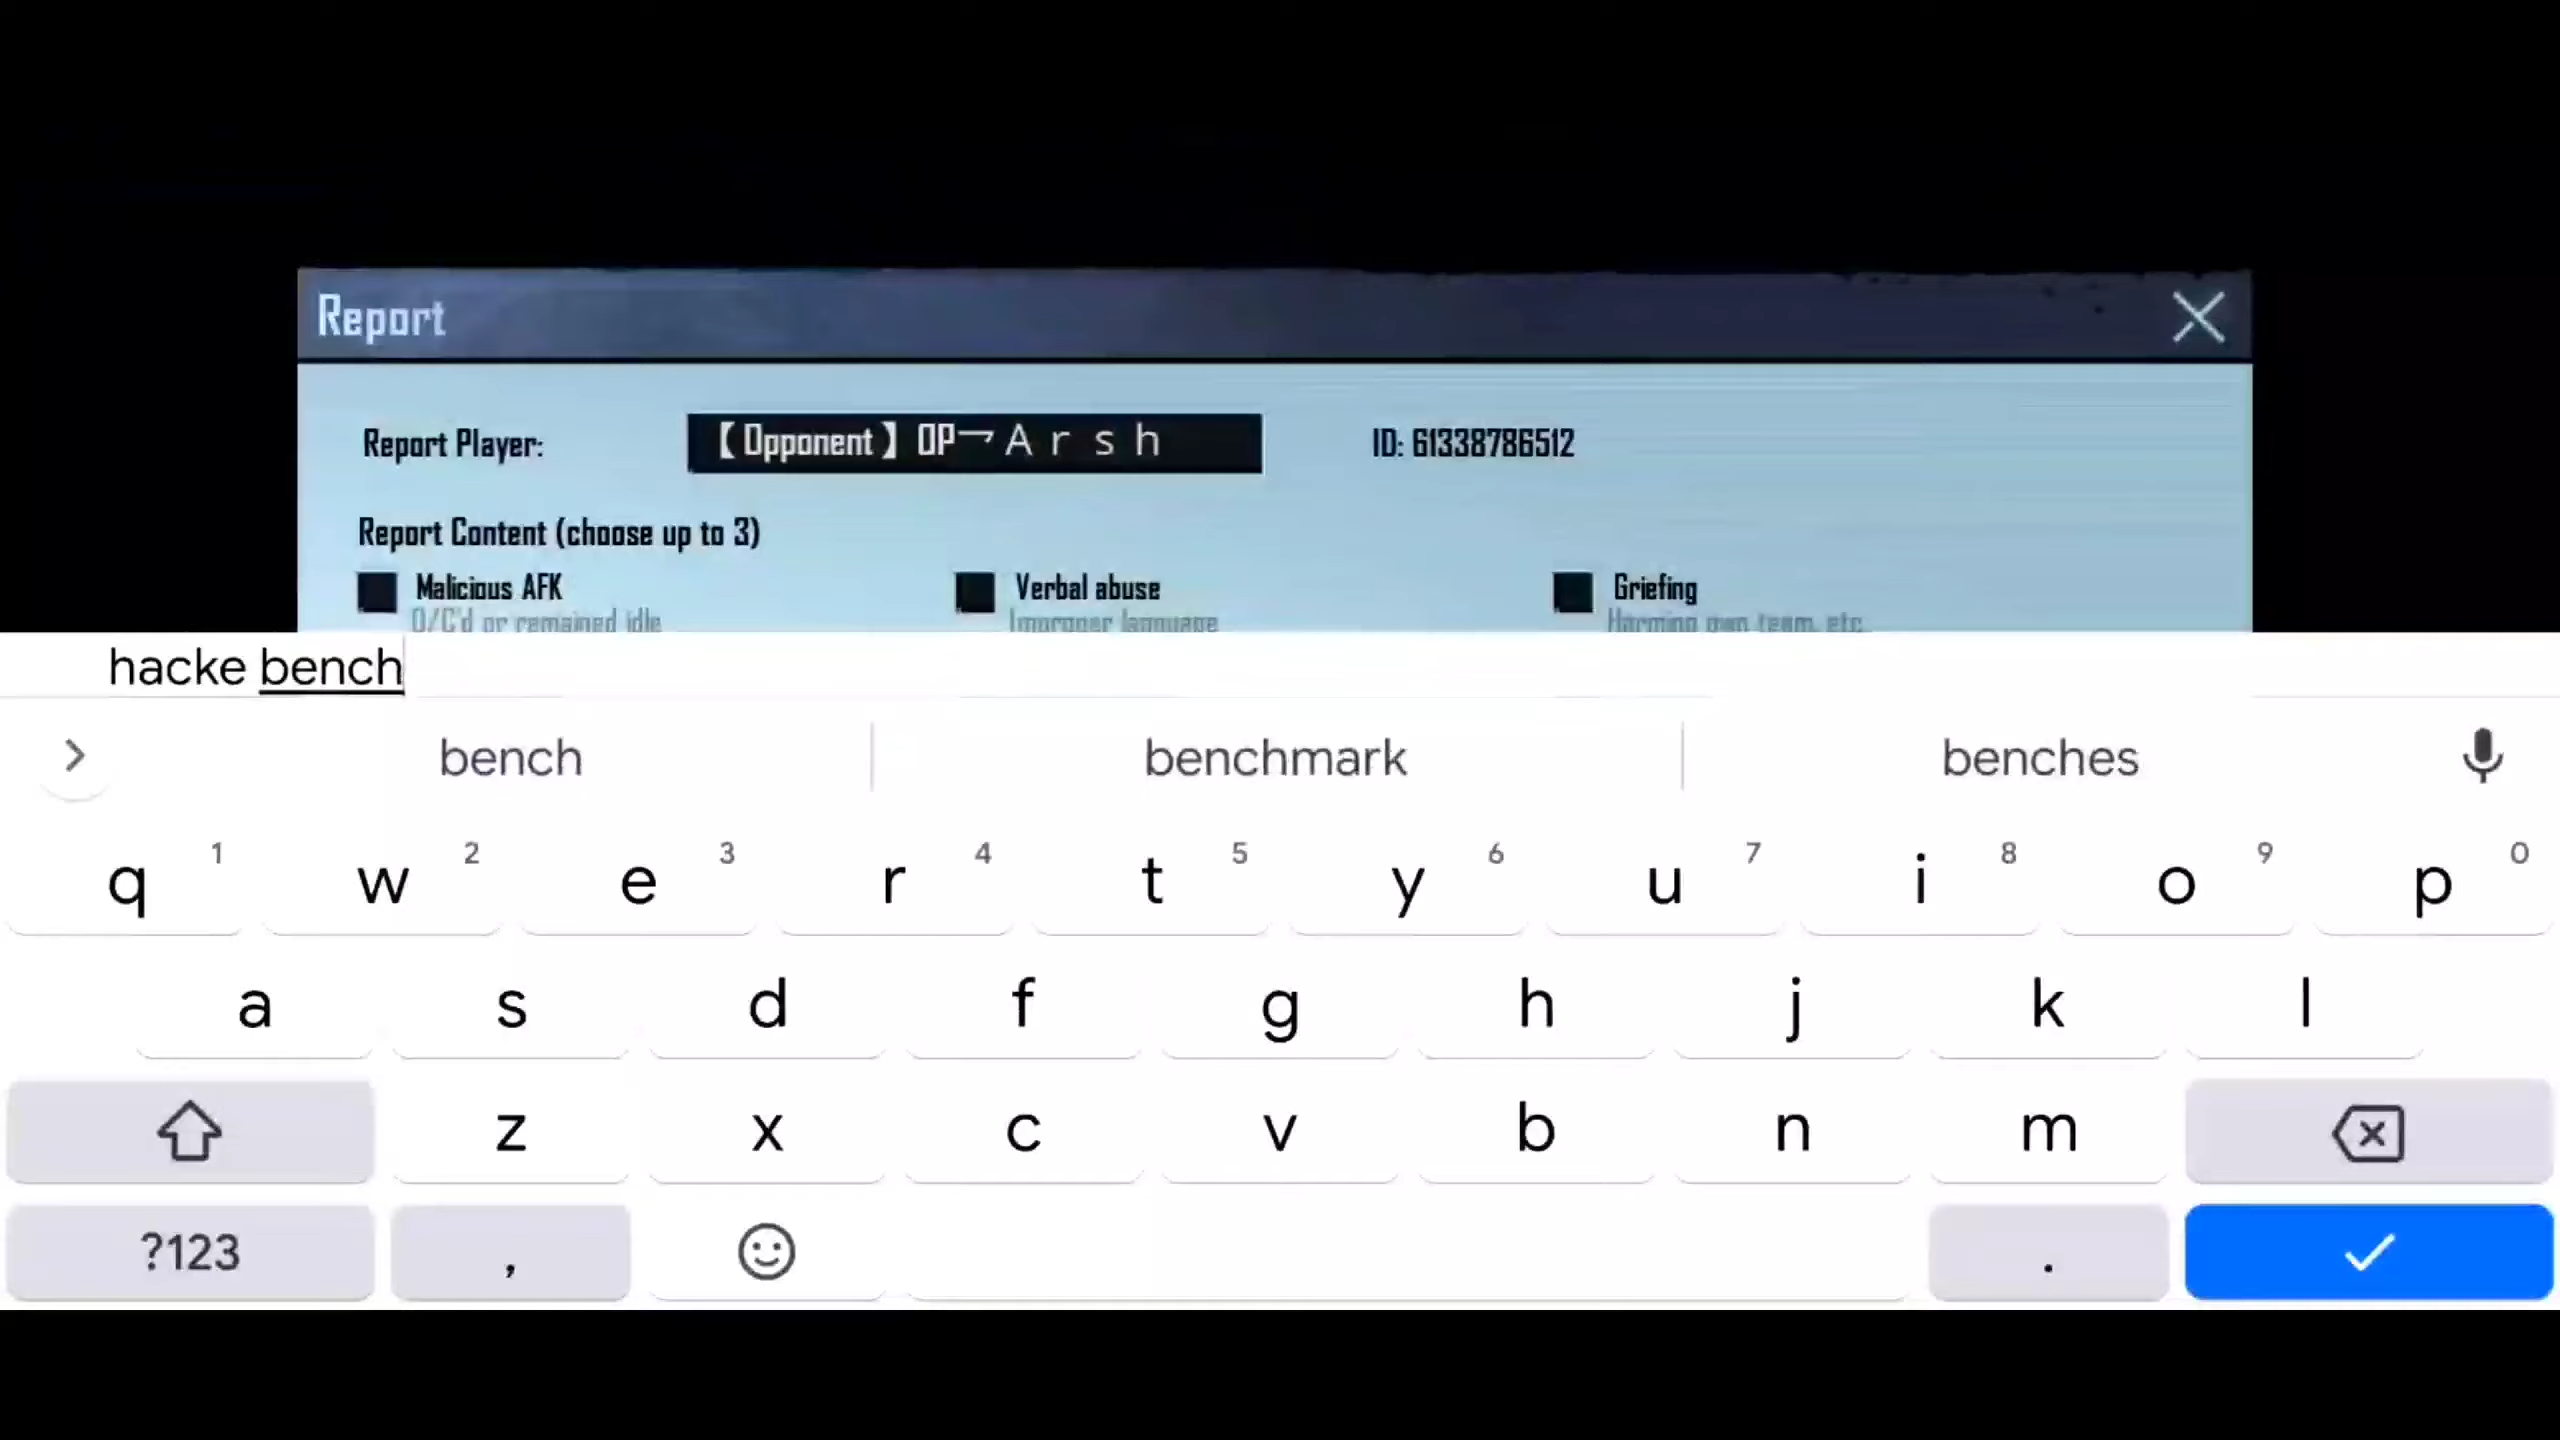 Report
Report Player: 【Opponent】OP￢A r s h ID: 61338786512
Report Content (choose up to 3)
Malicious AFK Verbal abuse Griefing
D/C'd or remained idle Improper language Harming own team, etc.
hacke bench
bench benchmark benches
q 1 w 2 e 3 r 4 t 5 y 6 u 7 i 8 o 9 p 0
a s d f g h j k l
z x c v b n m
?123 , .